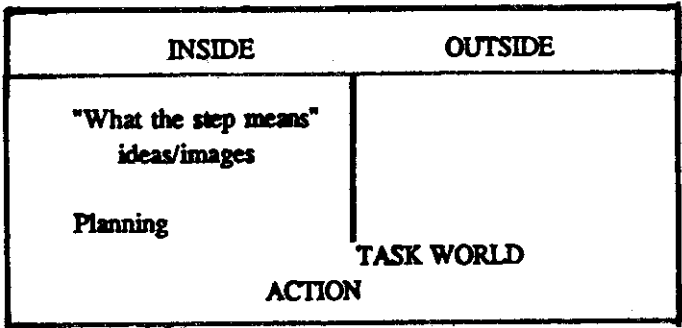 INSIDE OUTSIDE
"What the step means"
ideas/images
Planning
TASK WORLD
ACTION